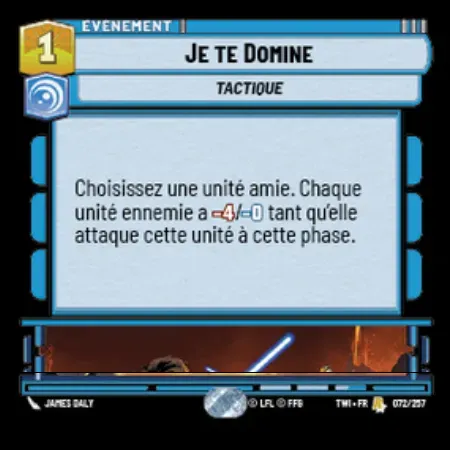 ÉVÉNEMENT
1
JE TE DOMINE
TACTIQUE
Choisissez une unité amie. Chaque
unité ennemie a -4/-0 tant qu'elle
attaque cette unité à cette phase.
JAMES DALY
© LFL © FFG
TWI • FR
072/257